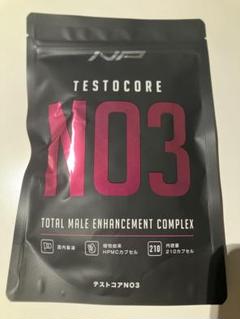 NP
TESTOCORE
NO3
TOTAL MALE ENHANCEMENT COMPLEX
国内製造
植物由来
HPMCカプセル
210
内容量
210カプセル
テストコアNO3